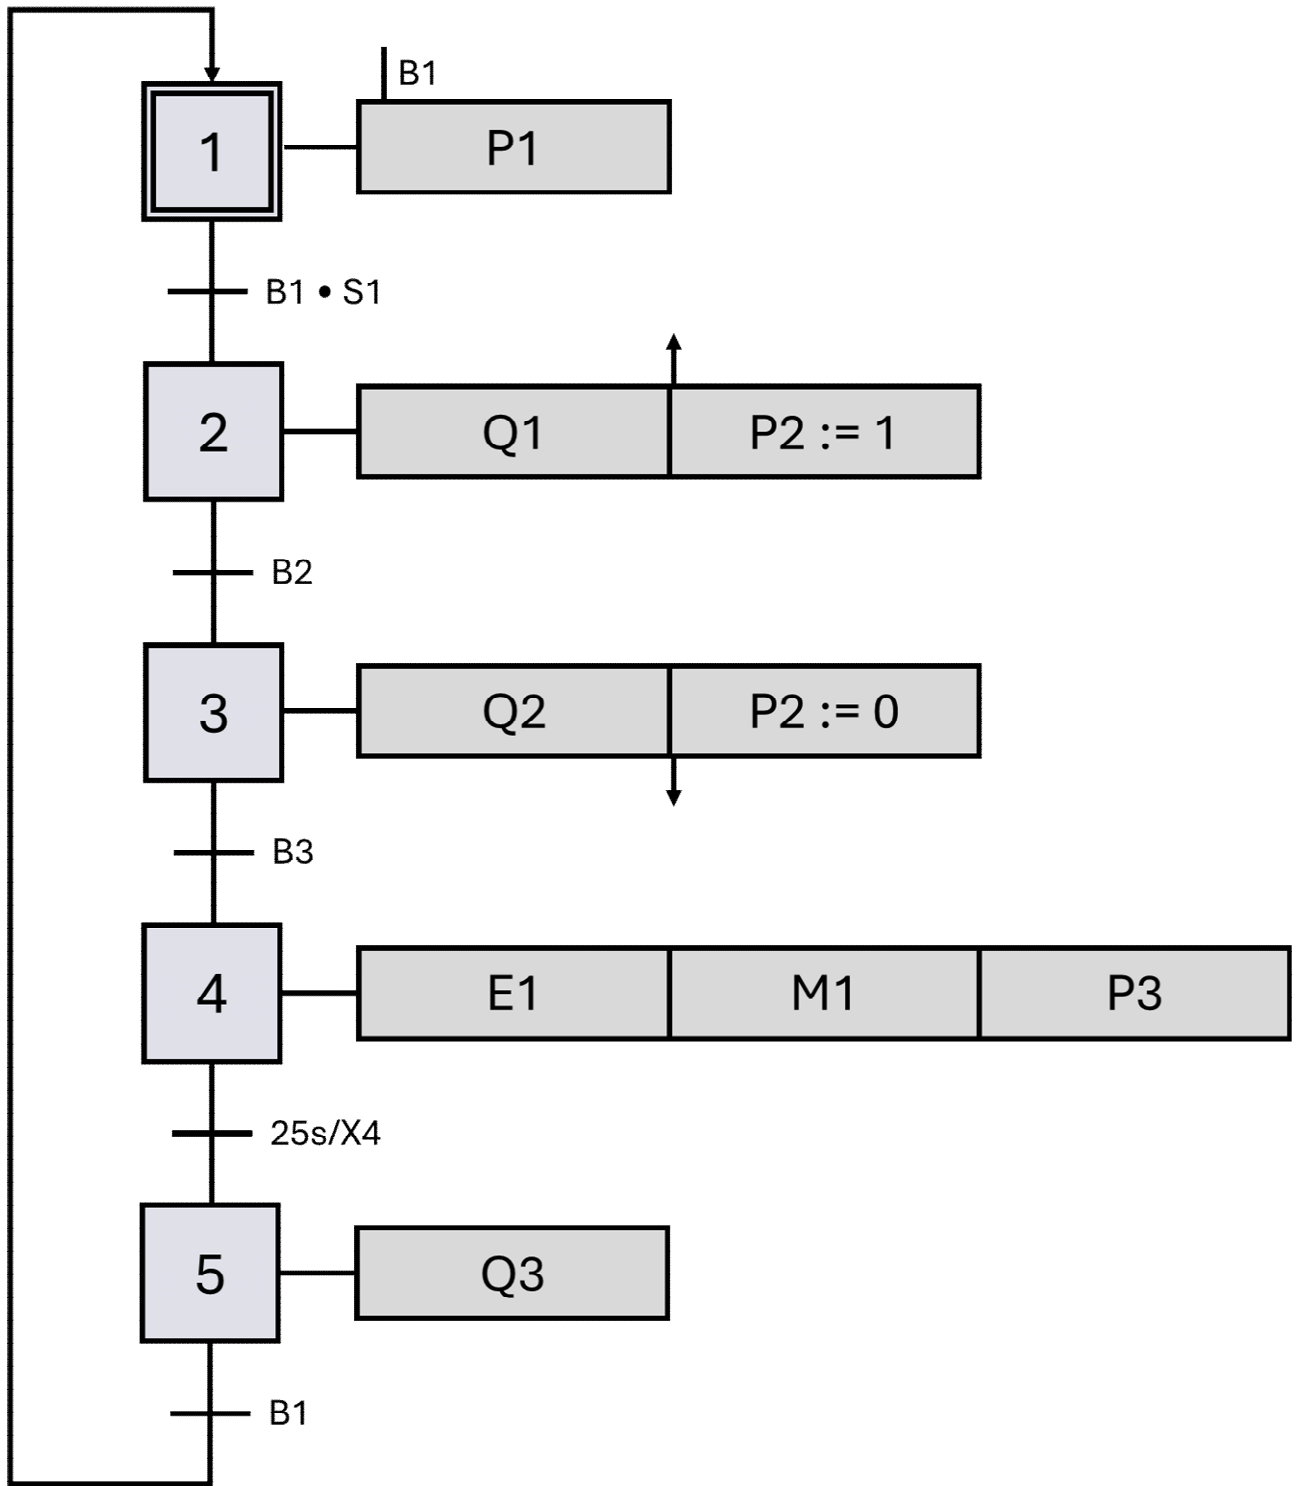 B1
1
P1
B1 • S1
2
Q1
P2 := 1
B2
3
Q2
P2 := 0
B3
4
E1
M1
P3
25s/X4
5
Q3
B1